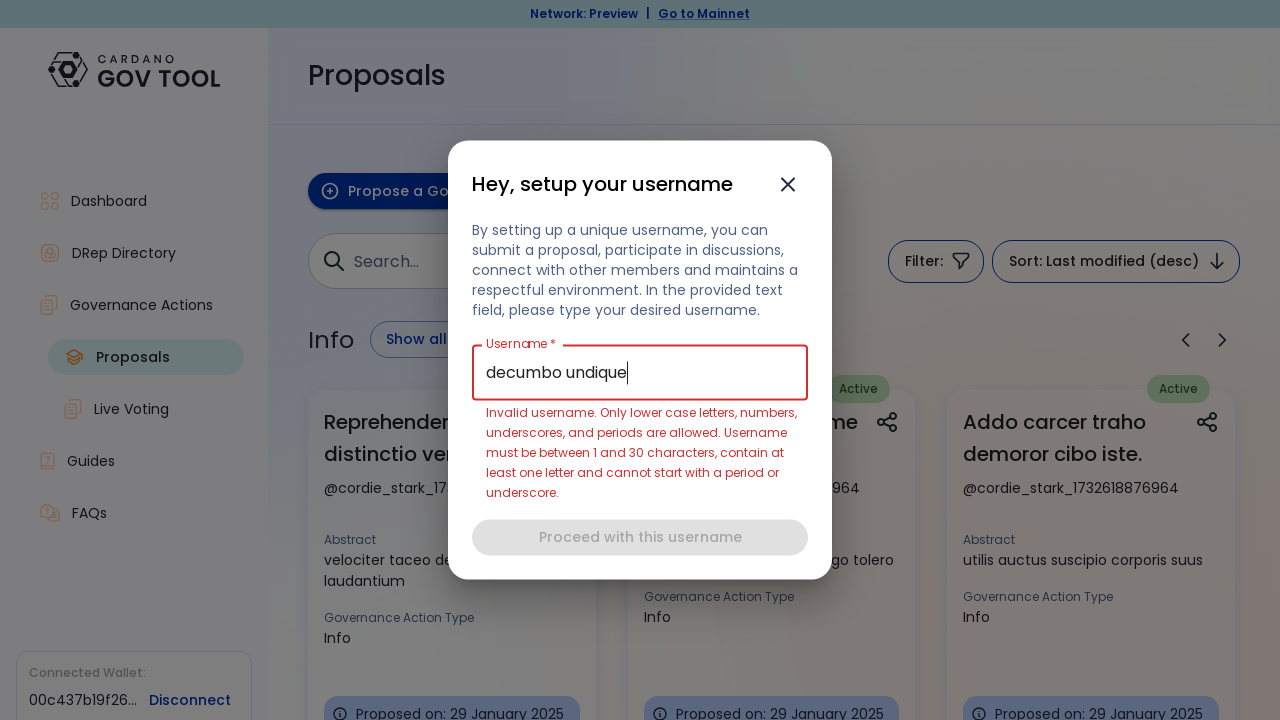 Network: Preview | Go to Mainnet
CARDANO
GOV TOOL
Proposals
Dashboard
DRep Directory
Governance Actions
Proposals
Live Voting
Guides
FAQs
Connected Wallet:
00c437b19f26... Disconnect
Propose a Go
Search...
Filter:
Sort: Last modified (desc)
Info
Show all
Hey, setup your username
By setting up a unique username, you can
submit a proposal, participate in discussions,
connect with other members and maintains a
respectful environment. In the provided text
field, please type your desired username.
Username *
decumbo undique
Invalid username. Only lower case letters, numbers,
underscores, and periods are allowed. Username
must be between 1 and 30 characters, contain at
least one letter and cannot start with a period or
underscore.
Proceed with this username
Reprehender
distinctio ve
@cordie_stark_17
Abstract
velociter taceo de
laudantium
Governance Action Type
Info
Proposed on: 29 January 2025
Active
me
964
go tolero
Governance Action Type
Info
Proposed on: 29 January 2025
Active
Addo carcer traho
demoror cibo iste.
@cordie_stark_1732618876964
Abstract
utilis auctus suscipio corporis suus
Governance Action Type
Info
Proposed on: 29 January 2025